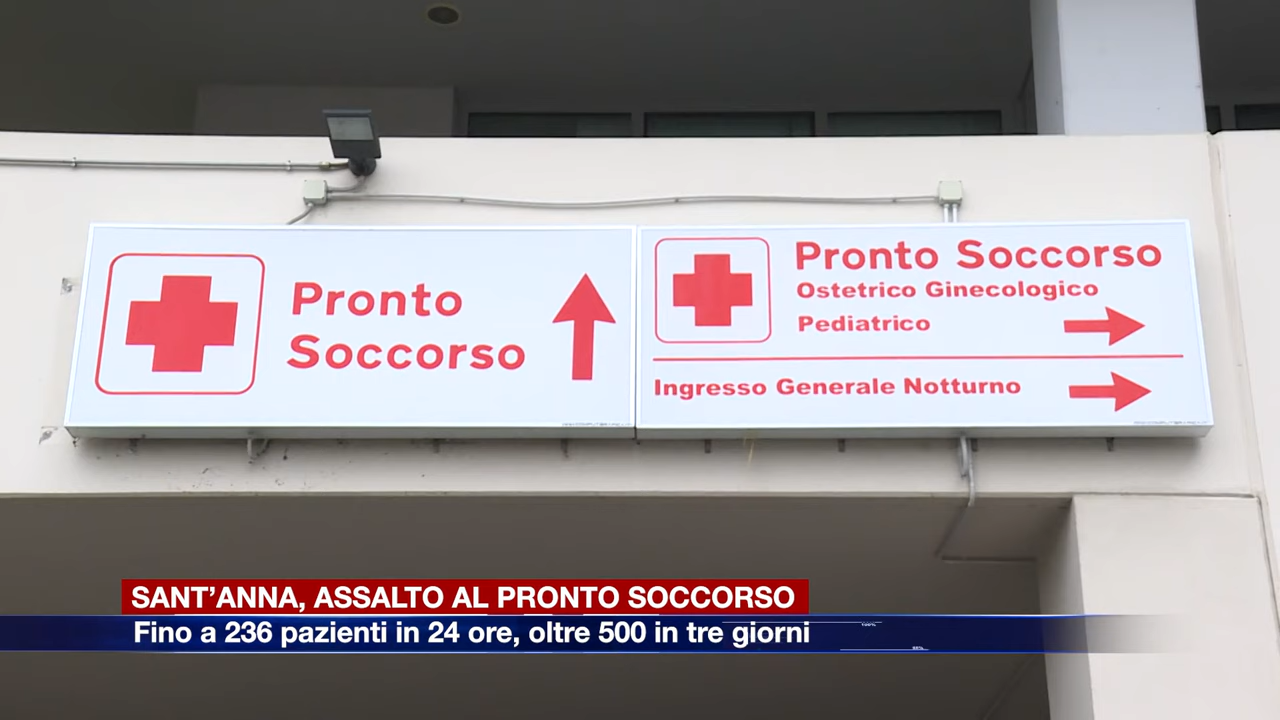 Pronto
Soccorso
Pronto Soccorso
Ostetrico Ginecologico
Pediatrico
Ingresso Generale Notturno
SANT'ANNA, ASSALTO AL PRONTO SOCCORSO
Fino a 236 pazienti in 24 ore, oltre 500 in tre giorni